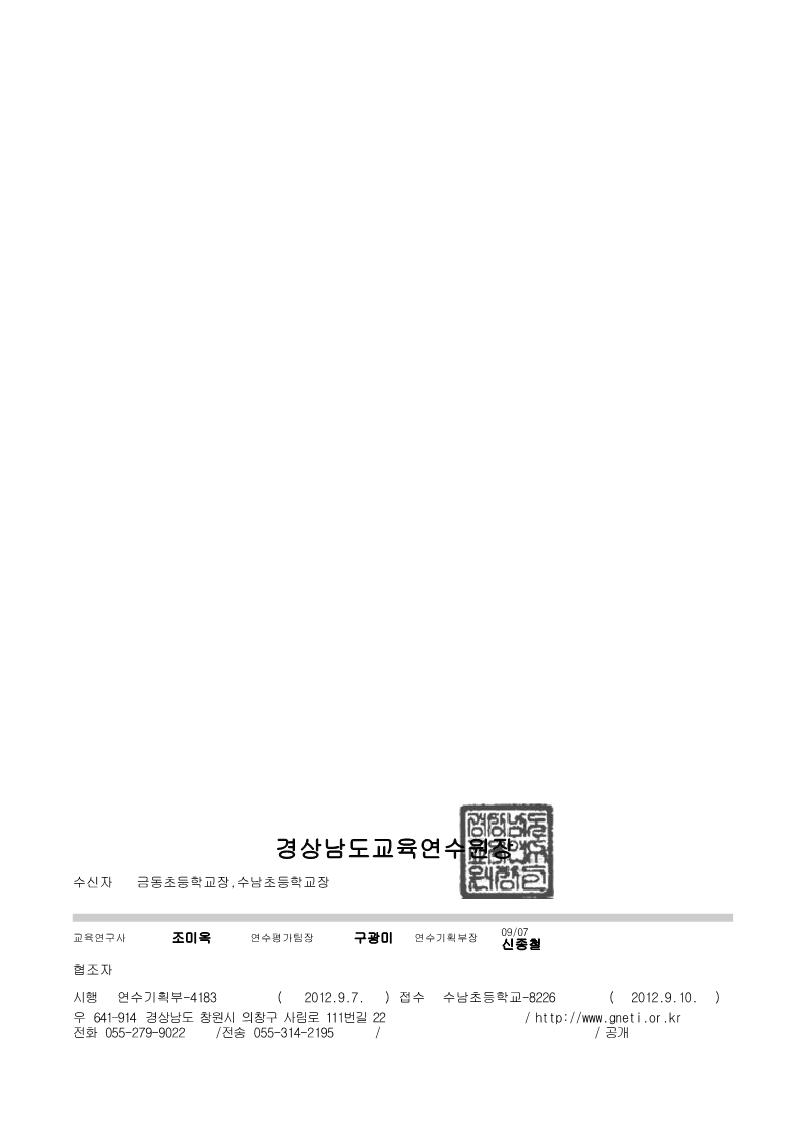 경상남도교육연수원장
수신자 금동초등학교장,수남초등학교장
교육연구사 조미옥 연수평가팀장 구광미 연수기획부장 09/07 신종철
협조자
시행 연수기획부-4183 ( 2012.9.7. ) 접수 수남초등학교-8226 ( 2012.9.10. )
우 641-914 경상남도 창원시 의창구 사림로 111번길 22 / http://www.gneti.or.kr
전화 055-279-9022 /전송 055-314-2195 / / 공개